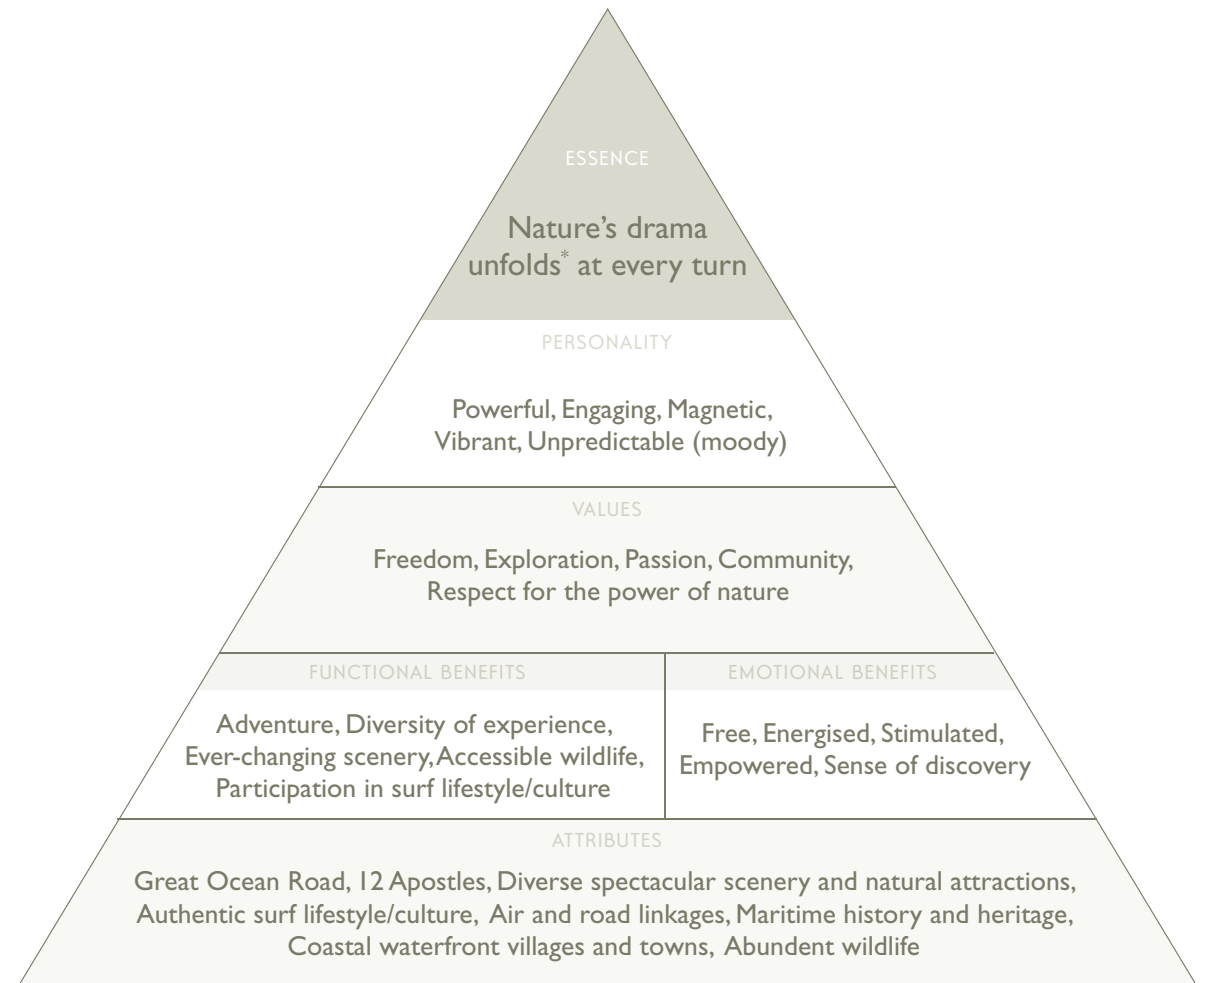 ESSENCE
Nature's drama
unfolds* at every turn
PERSONALITY
Powerful, Engaging, Magnetic,
Vibrant, Unpredictable (moody)
VALUES
Freedom, Exploration, Passion, Community,
Respect for the power of nature
FUNCTIONAL BENEFITS
Adventure, Diversity of experience,
Ever-changing scenery, Accessible wildlife,
Participation in surf lifestyle/culture
EMOTIONAL BENEFITS
Free, Energised, Stimulated,
Empowered, Sense of discovery
ATTRIBUTES
Great Ocean Road, 12 Apostles, Diverse spectacular scenery and natural attractions,
Authentic surf lifestyle/culture, Air and road linkages, Maritime history and heritage,
Coastal waterfront villages and towns, Abundent wildlife